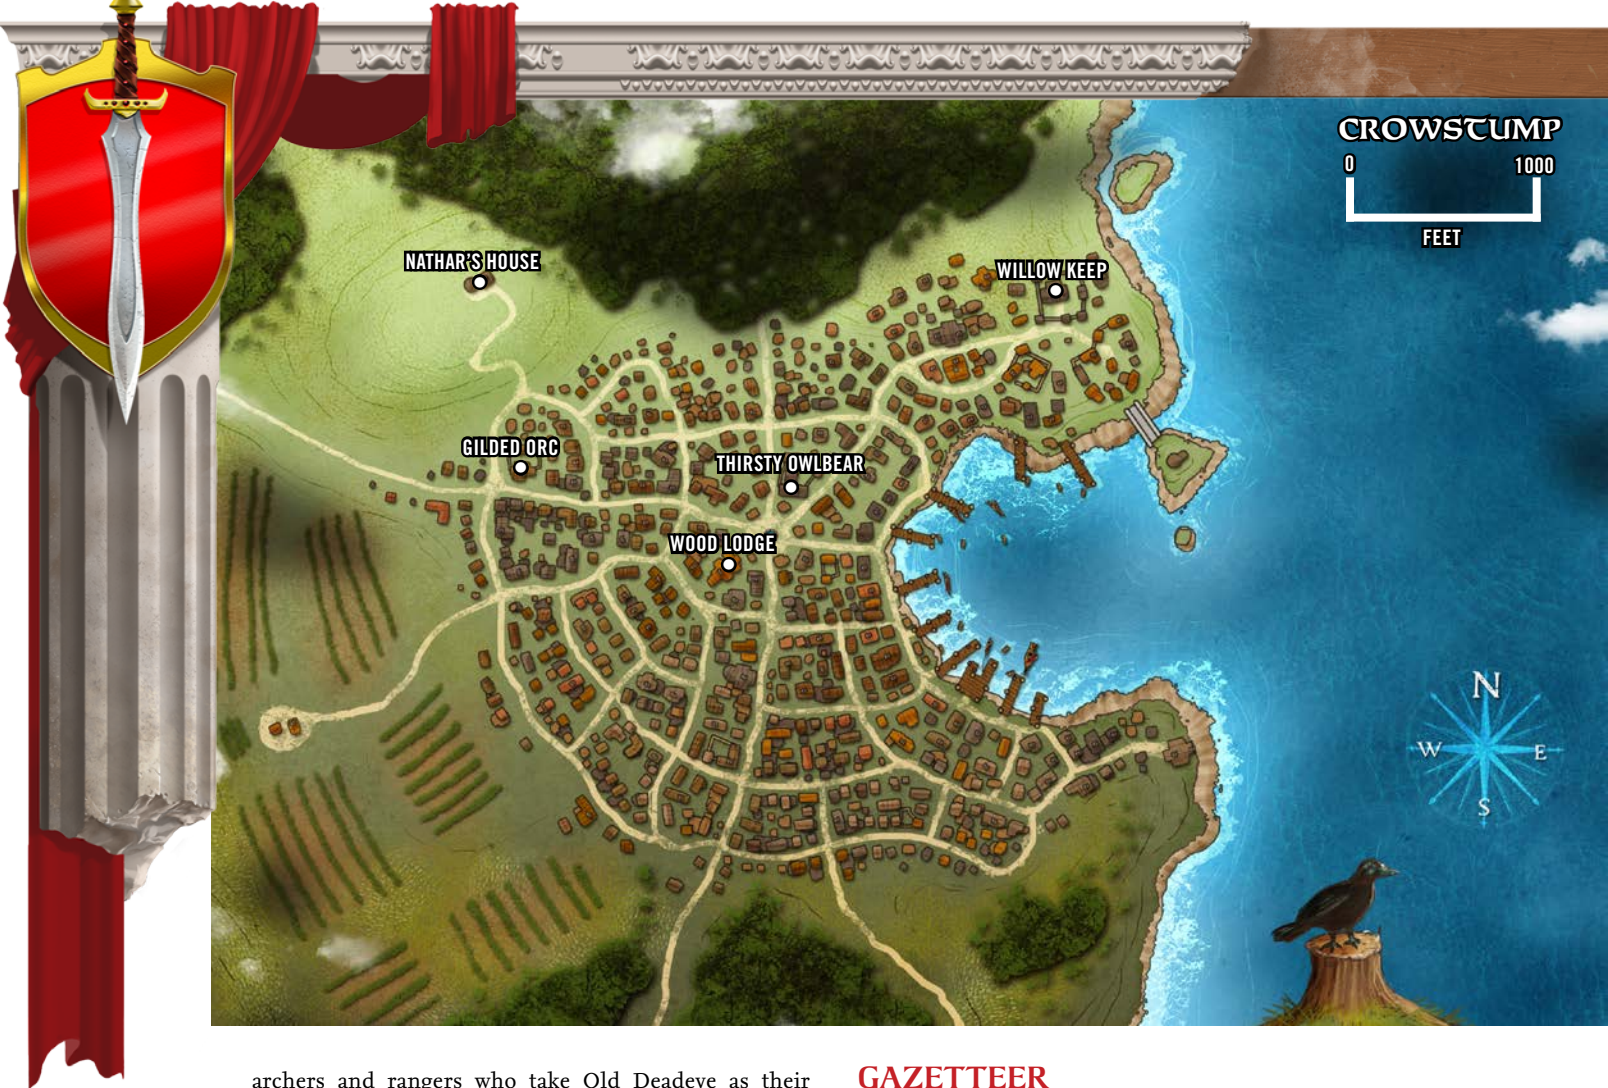 CROWSTUMP
0 1000
FEET
NATHAR'S HOUSE
WILLOW KEEP
GILDED ORC
THIRSTY OWLBEAR
WOOD LODGE
N
W E
S
archers and rangers who take Old Deadeye as their
GAZETTEER